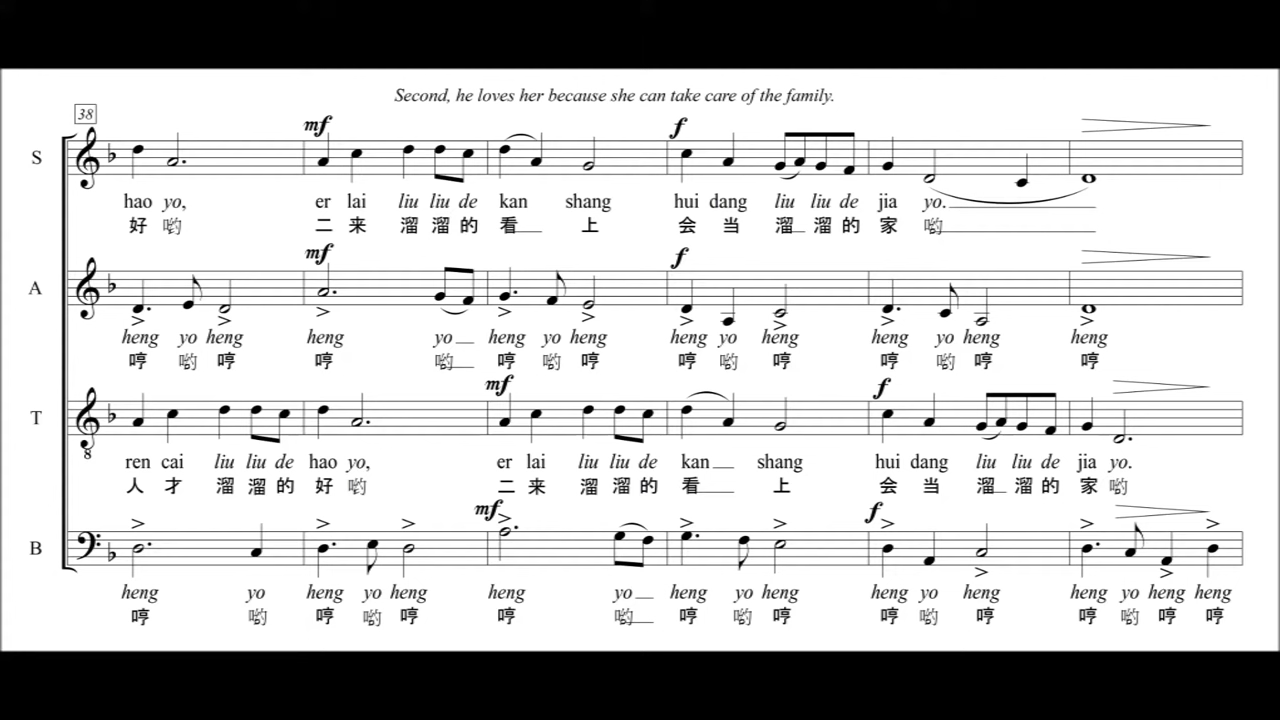 Second, he loves her because she can take care of the family.
38
mf f
S
hao yo, er lai liu liu de kan shang hui dang liu liu de jia yo.
好 哟 二 来 溜 溜 的 看 上 会 当 溜 溜 的 家 哟
mf f
A
heng yo heng heng yo heng yo heng heng yo heng heng yo heng heng
哼 哟 哼 哼 哟 哼 哟 哼 哼 哟 哼 哼 哟 哼 哼
mf f
T
8
ren cai liu liu de hao yo, er lai liu liu de kan shang hui dang liu liu de jia yo.
人 才 溜 溜 的 好 哟 二 来 溜 溜 的 看 上 会 当 溜 溜 的 家 哟
mf f
B
heng yo heng yo heng heng yo heng yo heng heng yo heng heng yo heng heng
哼 哟 哼 哟 哼 哼 哟 哼 哟 哼 哼 哟 哼 哼 哟 哼 哼